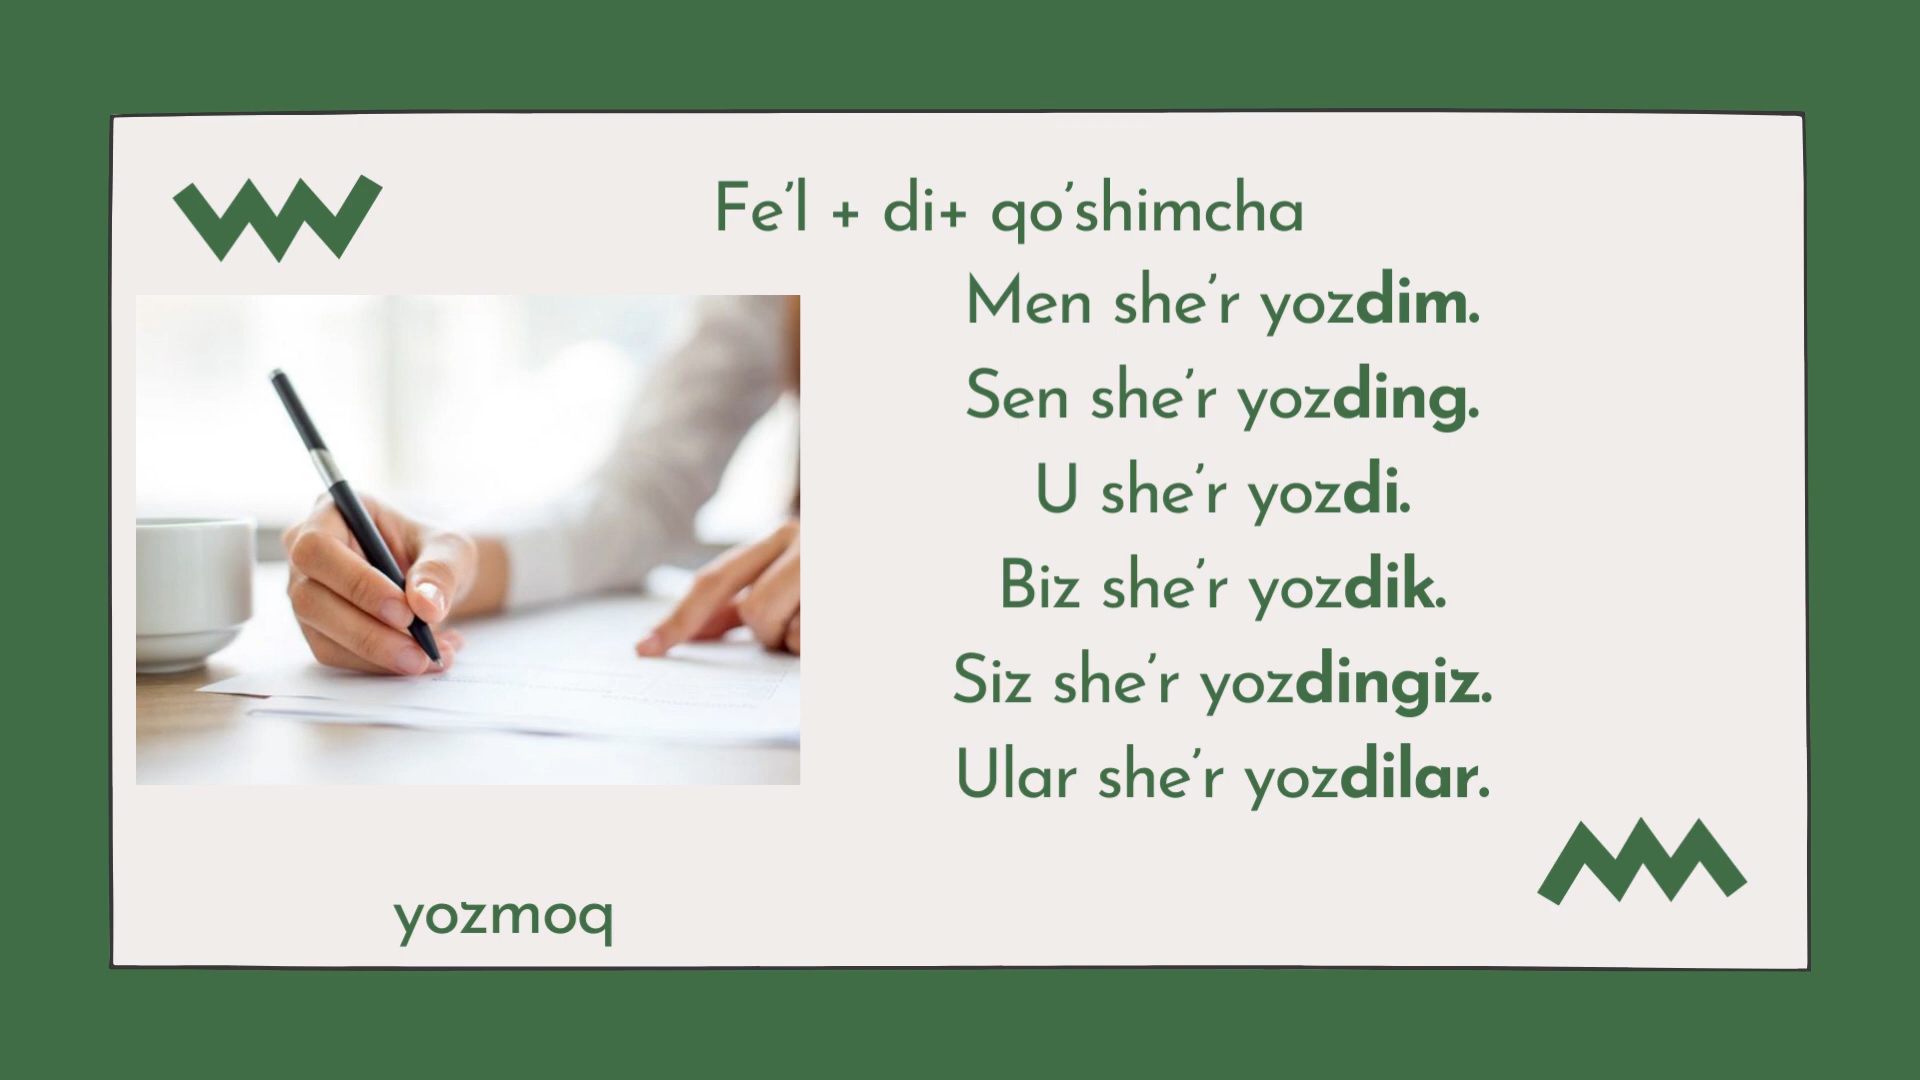 Fe’l + di+ qo’shimcha
Men she’r yozdim.
Sen she’r yozding.
U she’r yozdi.
Biz she’r yozdik.
Siz she’r yozdingiz.
Ular she’r yozdilar.
yozmoq